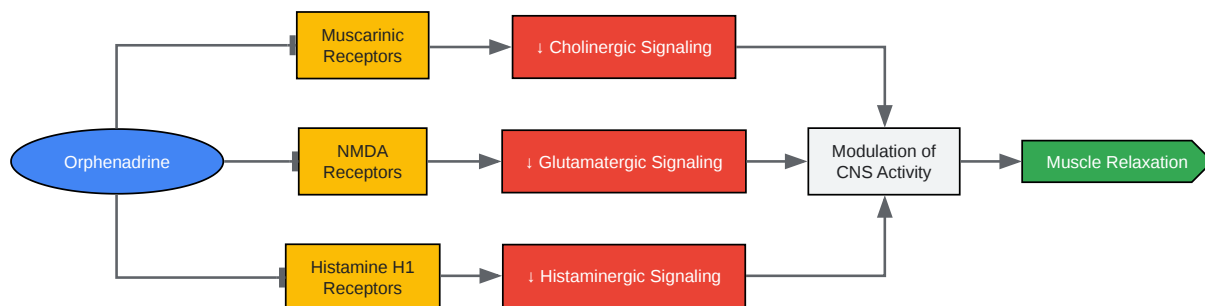 Muscarinic
Receptors
↓ Cholinergic Signaling
Orphenadrine
NMDA
Receptors
↓ Glutamatergic Signaling
Modulation of
CNS Activity
Muscle Relaxation
Histamine H1
Receptors
↓ Histaminergic Signaling